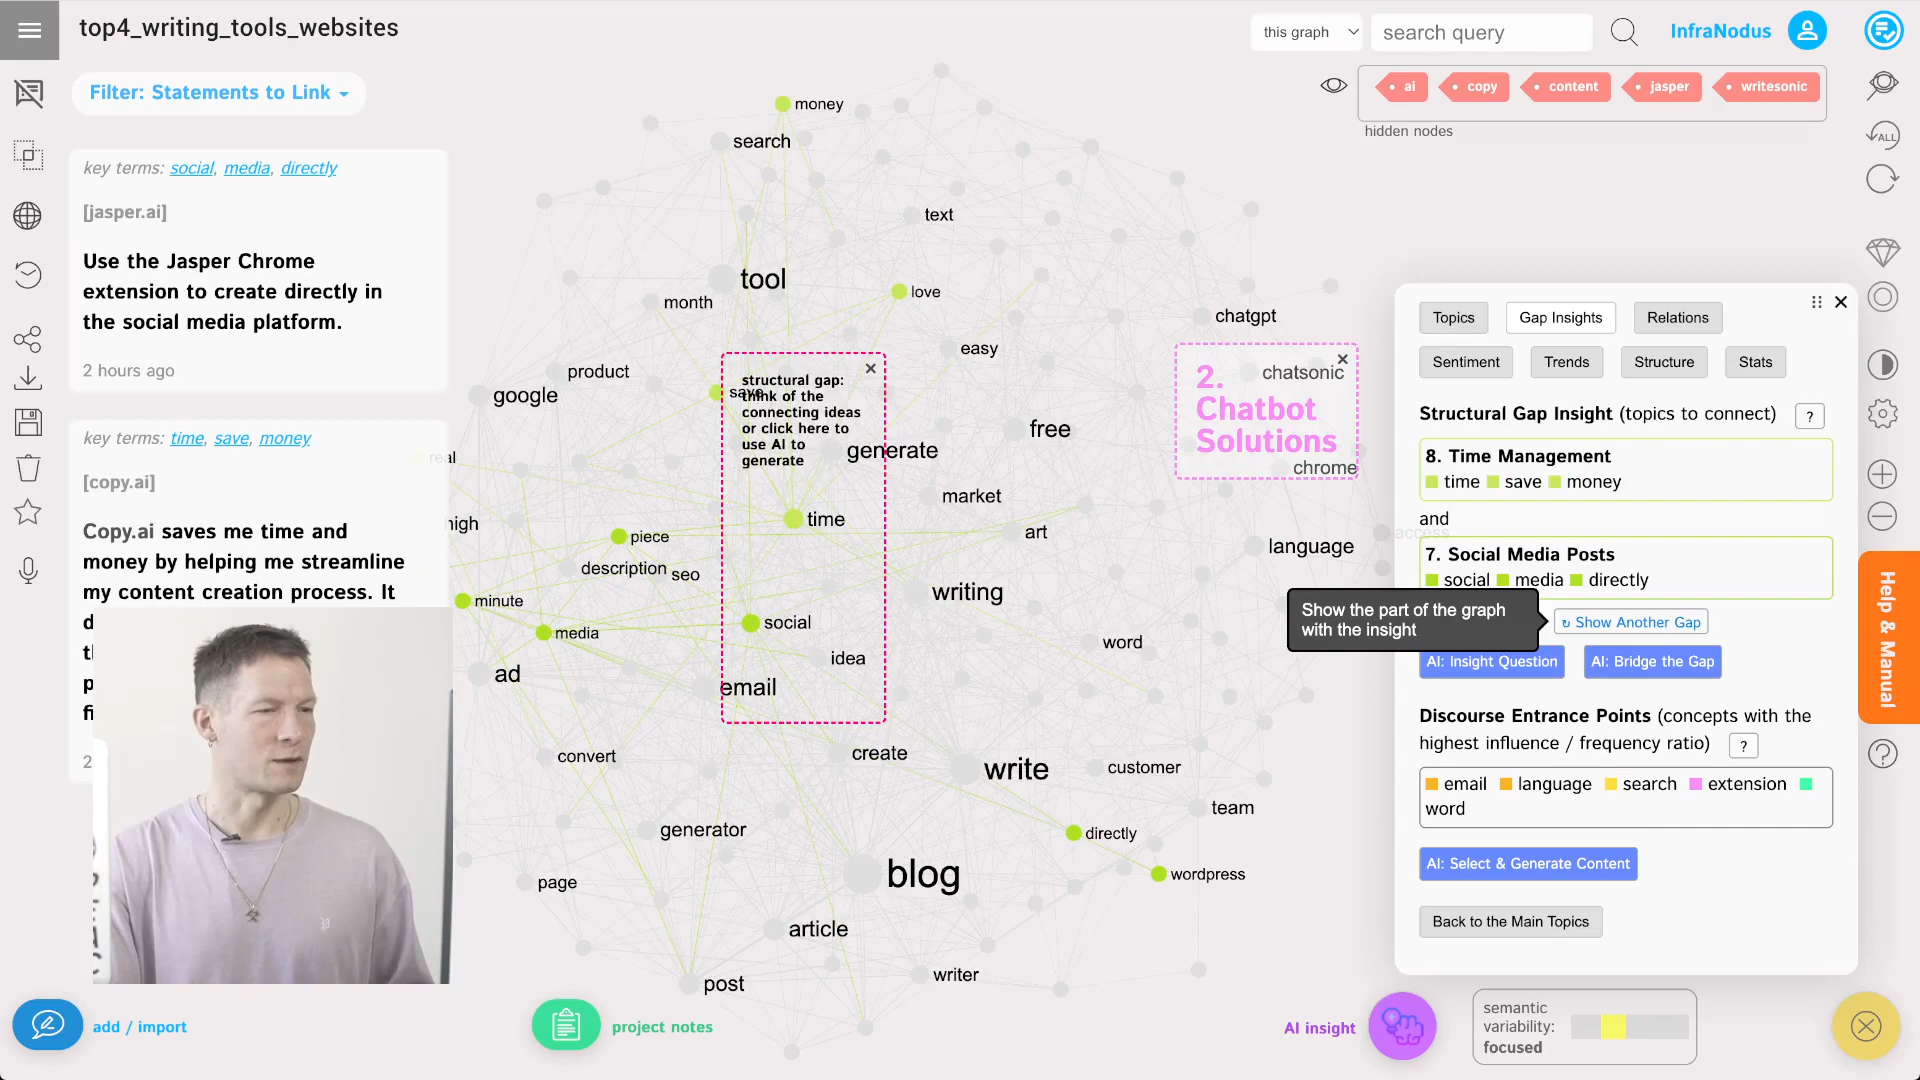 top4_writing_tools_websites
this graph
search query
InfraNodus
Filter: Statements to Link
ai
copy
content
jasper
writesonic
hidden nodes
key terms: social, media, directly
[jasper.ai]
Use the Jasper Chrome
extension to create directly in
the social media platform.
2 hours ago
key terms: time, save, money
[copy.ai]
Copy.ai saves me time and
money by helping me streamline
my content creation process. It
money
search
text
tool
love
month
chatgpt
easy
product
google
save
structural gap:
think of the
connecting ideas
or click here to
use AI to
generate
2.
Chatbot
Solutions
chatsonic
chrome
free
generate
real
market
high
time
art
piece
language
access
description
seo
writing
minute
social
media
word
idea
ad
email
create
convert
write
customer
team
generator
directly
blog
wordpress
page
article
writer
post
Topics
Gap Insights
Relations
Sentiment
Trends
Structure
Stats
Structural Gap Insight (topics to connect)
?
8. Time Management
time save money
and
7. Social Media Posts
social media directly
Show the part of the graph
with the insight
↻ Show Another Gap
AI: Insight Question
AI: Bridge the Gap
Discourse Entrance Points (concepts with the
highest influence / frequency ratio)
?
email language search extension
word
AI: Select & Generate Content
Back to the Main Topics
ALL
Help & Manual
add / import
project notes
AI insight
semantic
variability:
focused